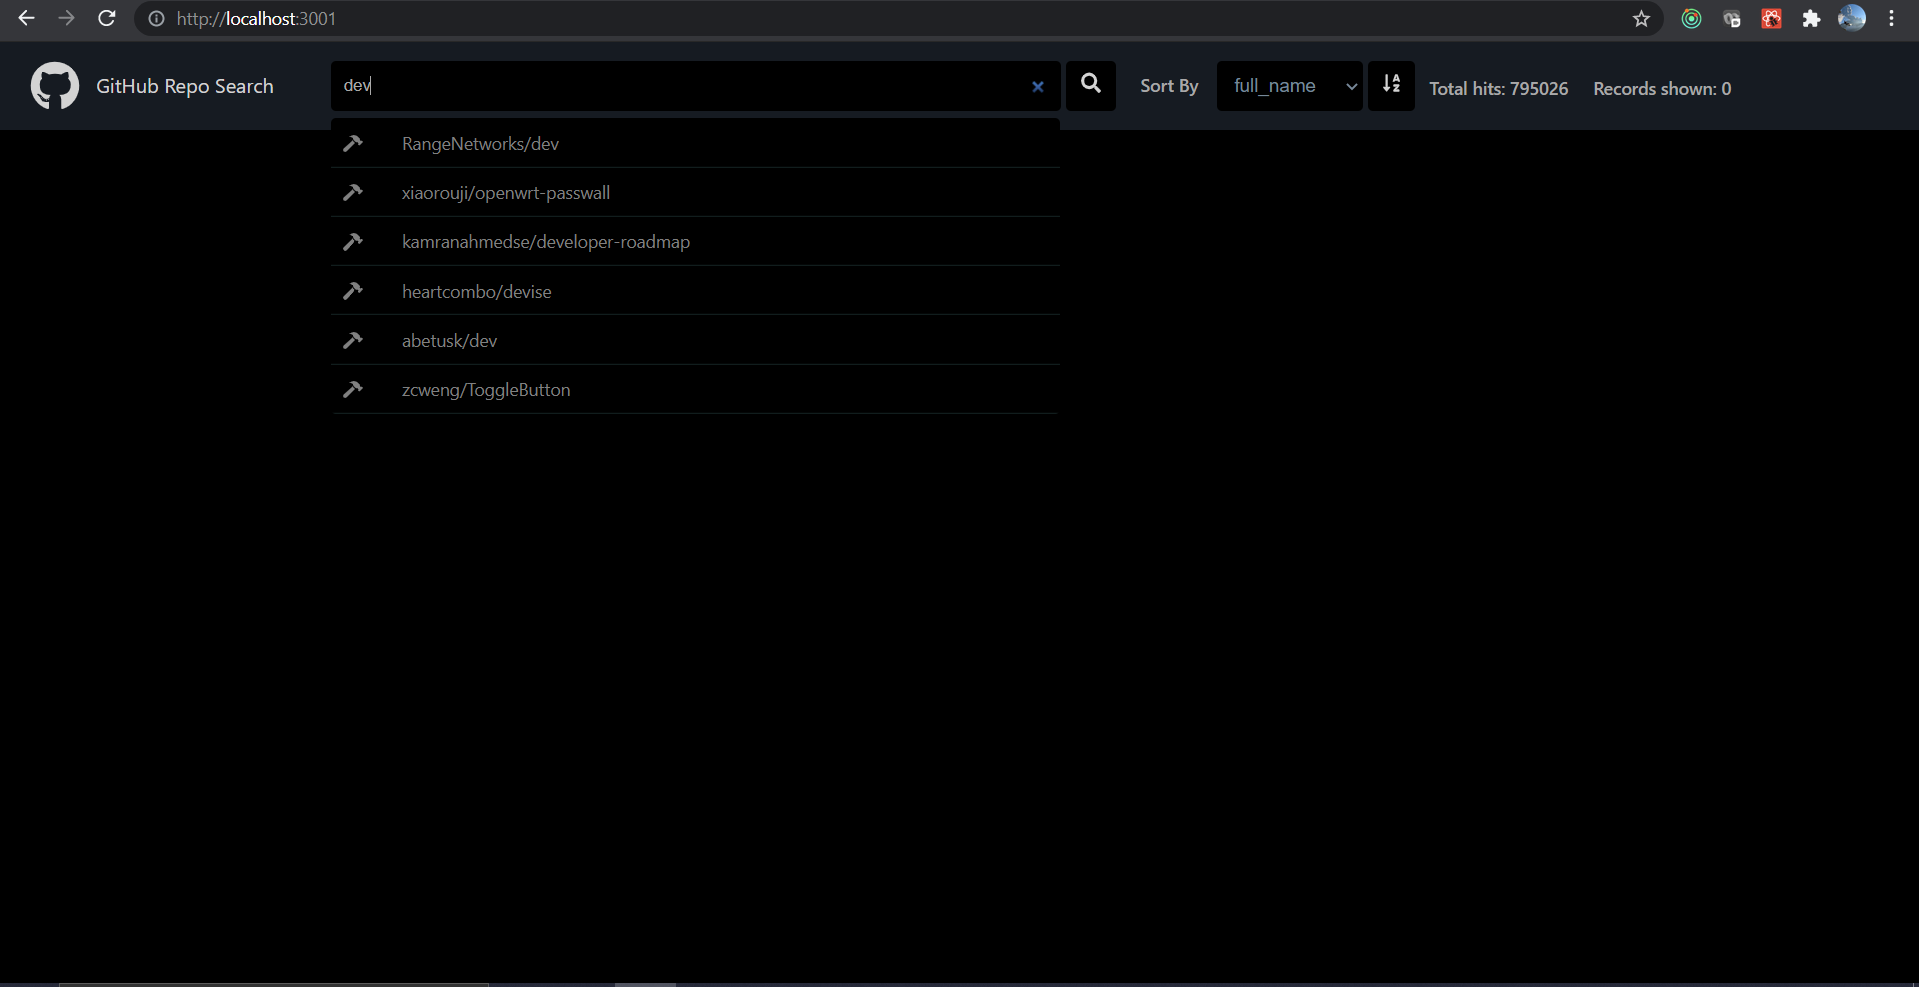 http://localhost:3001
GitHub Repo Search
dev
Sort By
full_name
A
Z
Total hits: 795026
Records shown: 0
RangeNetworks/dev
xiaorouji/openwrt-passwall
kamranahmedse/developer-roadmap
heartcombo/devise
abetusk/dev
zcweng/ToggleButton